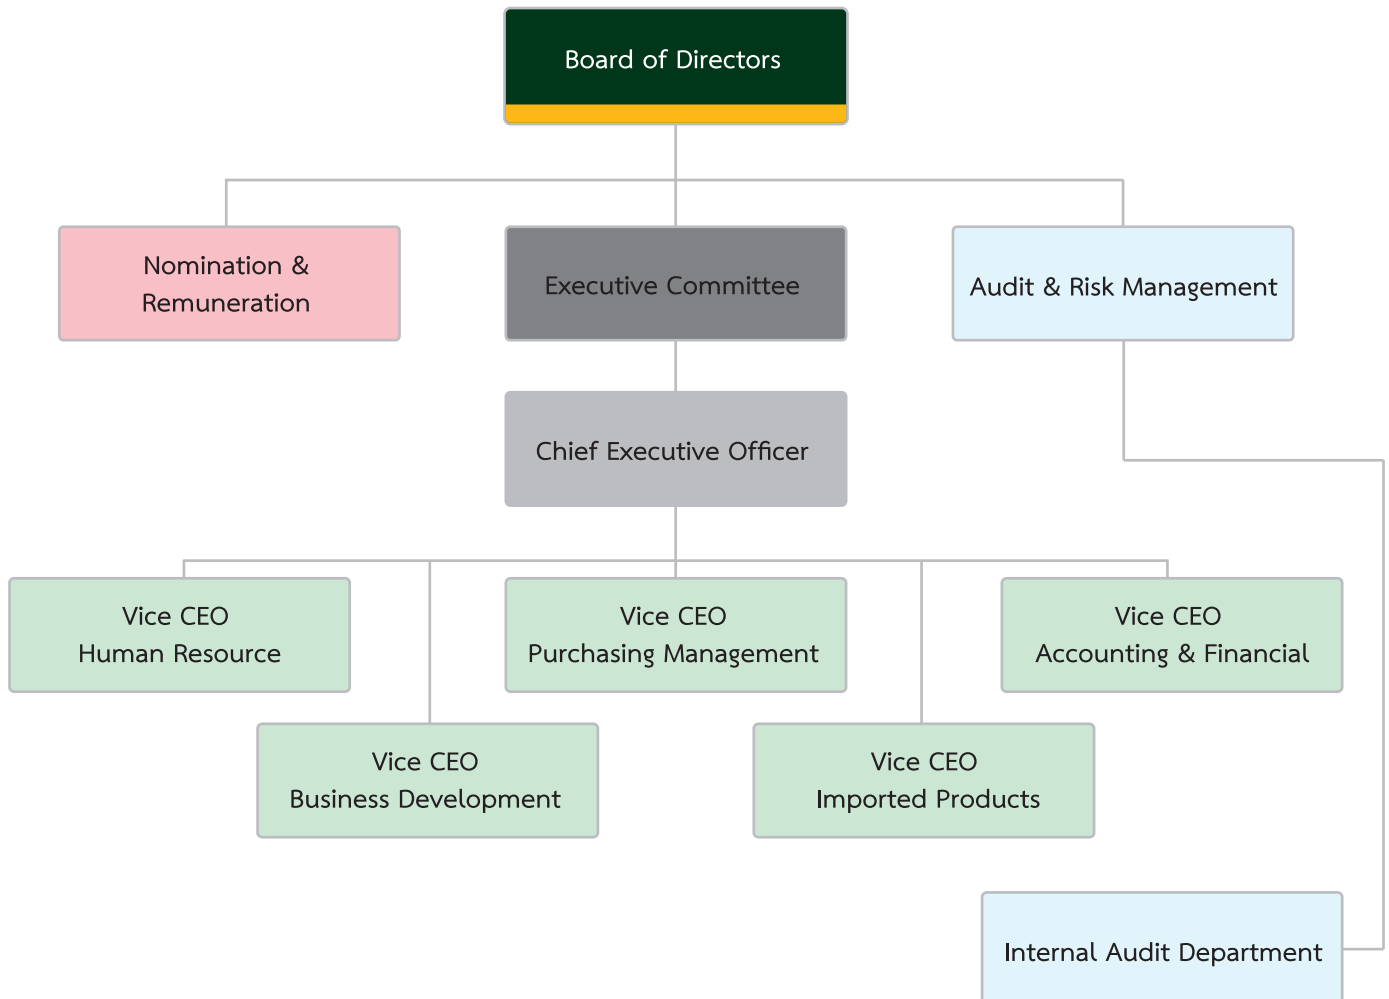 Board of Directors
Nomination &
Remuneration
Executive Committee
Audit & Risk Management
Chief Executive Officer
Vice CEO
Human Resource
Vice CEO
Purchasing Management
Vice CEO
Accounting & Financial
Vice CEO
Business Development
Vice CEO
Imported Products
Internal Audit Department